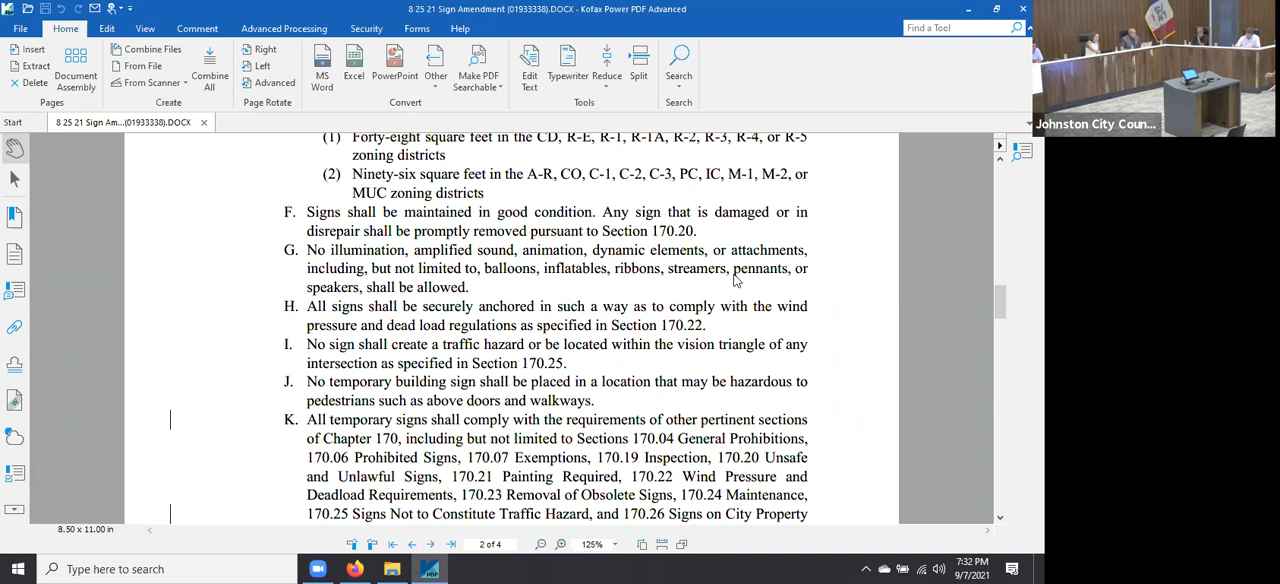 8 25 21 Sign Amendment (01933338).DOCX - Kofax Power PDF Advanced
File Home Edit View Comment Advanced Processing Security Forms Help Find a Tool
Insert Combine Files Right
Extract From File Left
Delete Document Assembly From Scanner Combine All Advanced MS Word Excel PowerPoint Other Make PDF Searchable Edit Text Typewriter Reduce Split Search
Pages Create Page Rotate Convert Tools Search
Start 8 25 21 Sign Am...(01933338).DOCX
Johnston City Coun...
(1) Forty-eight square feet in the CD, R-E, R-1, R-1A, R-2, R-3, R-4, or R-5
zoning districts
(2) Ninety-six square feet in the A-R, CO, C-1, C-2, C-3, PC, IC, M-1, M-2, or
MUC zoning districts
F. Signs shall be maintained in good condition. Any sign that is damaged or in
disrepair shall be promptly removed pursuant to Section 170.20.
G. No illumination, amplified sound, animation, dynamic elements, or attachments,
including, but not limited to, balloons, inflatables, ribbons, streamers, pennants, or
speakers, shall be allowed.
H. All signs shall be securely anchored in such a way as to comply with the wind
pressure and dead load regulations as specified in Section 170.22.
I. No sign shall create a traffic hazard or be located within the vision triangle of any
intersection as specified in Section 170.25.
J. No temporary building sign shall be placed in a location that may be hazardous to
pedestrians such as above doors and walkways.
K. All temporary signs shall comply with the requirements of other pertinent sections
of Chapter 170, including but not limited to Sections 170.04 General Prohibitions,
170.06 Prohibited Signs, 170.07 Exemptions, 170.19 Inspection, 170.20 Unsafe
and Unlawful Signs, 170.21 Painting Required, 170.22 Wind Pressure and
Deadload Requirements, 170.23 Removal of Obsolete Signs, 170.24 Maintenance,
170.25 Signs Not to Constitute Traffic Hazard, and 170.26 Signs on City Property
8.50 x 11.00 in
2 of 4 125%
Type here to search
7:32 PM
9/7/2021